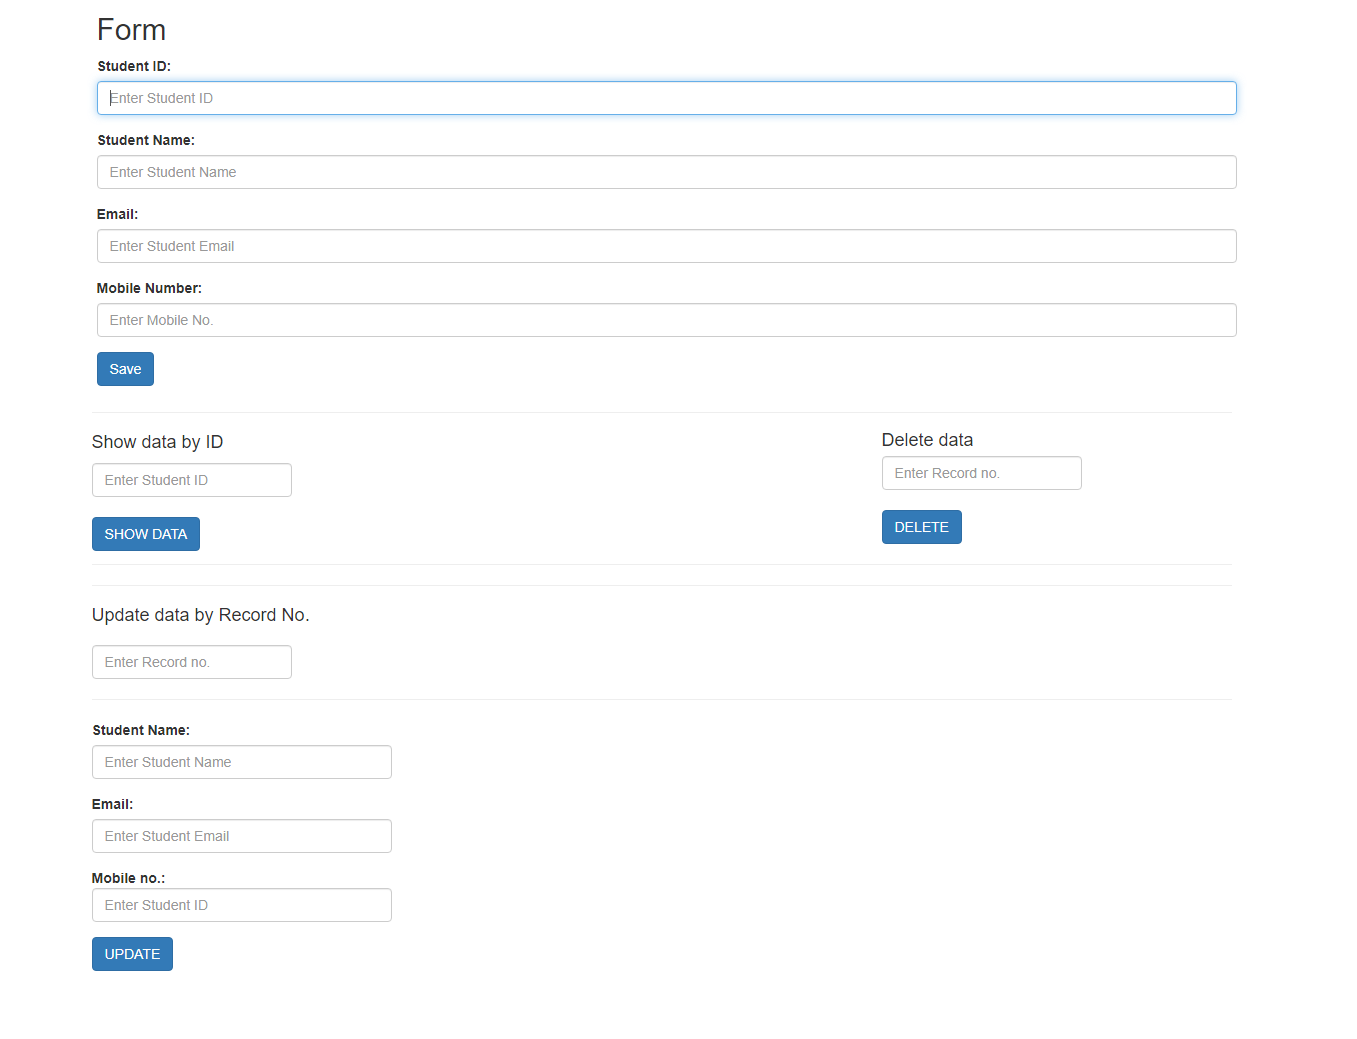 Form
Student ID:
Enter Student ID
Student Name:
Enter Student Name
Email:
Enter Student Email
Mobile Number:
Enter Mobile No.
Save
Show data by ID
Enter Student ID
SHOW DATA
Delete data
Enter Record no.
DELETE
Update data by Record No.
Enter Record no.
Student Name:
Enter Student Name
Email:
Enter Student Email
Mobile no.:
Enter Student ID
UPDATE